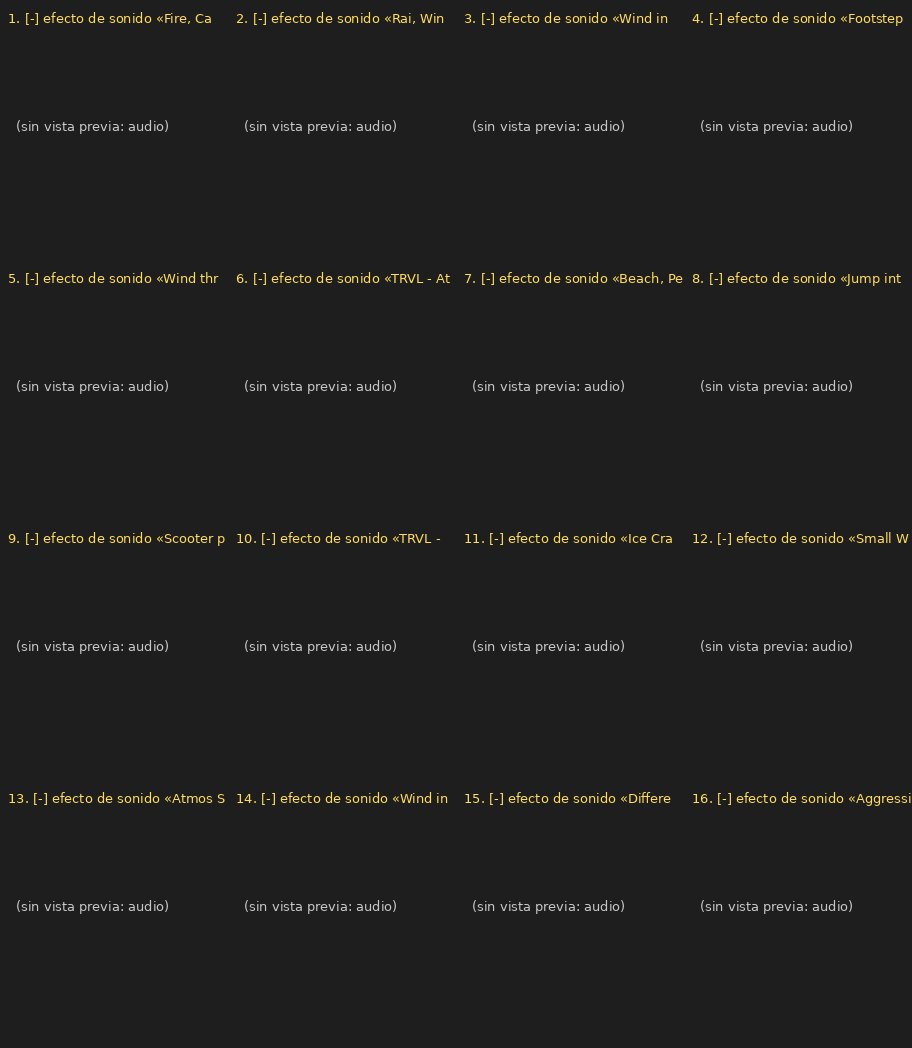 1. [-] efecto de sonido «Fire, Ca
2. [-] efecto de sonido «Rai, Win
3. [-] efecto de sonido «Wind in
4. [-] efecto de sonido «Footstep
(sin vista previa: audio)
(sin vista previa: audio)
(sin vista previa: audio)
(sin vista previa: audio)
5. [-] efecto de sonido «Wind thr
6. [-] efecto de sonido «TRVL - At
7. [-] efecto de sonido «Beach, Pe
8. [-] efecto de sonido «Jump int
(sin vista previa: audio)
(sin vista previa: audio)
(sin vista previa: audio)
(sin vista previa: audio)
9. [-] efecto de sonido «Scooter p
10. [-] efecto de sonido «TRVL -
11. [-] efecto de sonido «Ice Cra
12. [-] efecto de sonido «Small W
(sin vista previa: audio)
(sin vista previa: audio)
(sin vista previa: audio)
(sin vista previa: audio)
13. [-] efecto de sonido «Atmos S
14. [-] efecto de sonido «Wind in
15. [-] efecto de sonido «Differe
16. [-] efecto de sonido «Aggressi
(sin vista previa: audio)
(sin vista previa: audio)
(sin vista previa: audio)
(sin vista previa: audio)